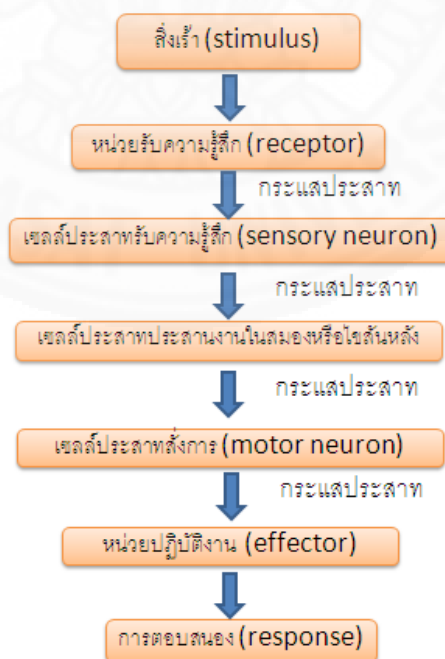 สิ่งเร้า (stimulus)
หน่วยรับความรู้สึก (receptor)
กระแสประสาท
เซลล์ประสาทรับความรู้สึก (sensory neuron)
กระแสประสาท
เซลล์ประสาทประสานงานในสมองหรือไขสันหลัง
กระแสประสาท
เซลล์ประสาทสั่งการ (motor neuron)
กระแสประสาท
หน่วยปฏิบัติงาน (effector)
การตอบสนอง (response)